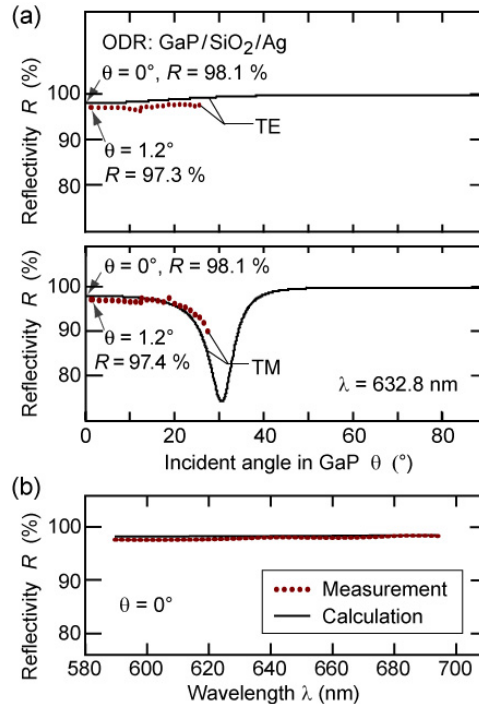 (a)
ODR: GaP/SiO₂/Ag
θ = 0°, R = 98.1 %
100
90
80
Reflectivity R (%)
θ = 1.2°
R = 97.3 %
TE
θ = 0°, R = 98.1 %
100
90
80
Reflectivity R (%)
θ = 1.2°
R = 97.4 %
TM
λ = 632.8 nm
0 20 40 60 80
Incident angle in GaP θ (°)
(b)
100
90
80
Reflectivity R (%)
θ = 0°
Measurement
Calculation
580 600 620 640 660 680 700
Wavelength λ (nm)